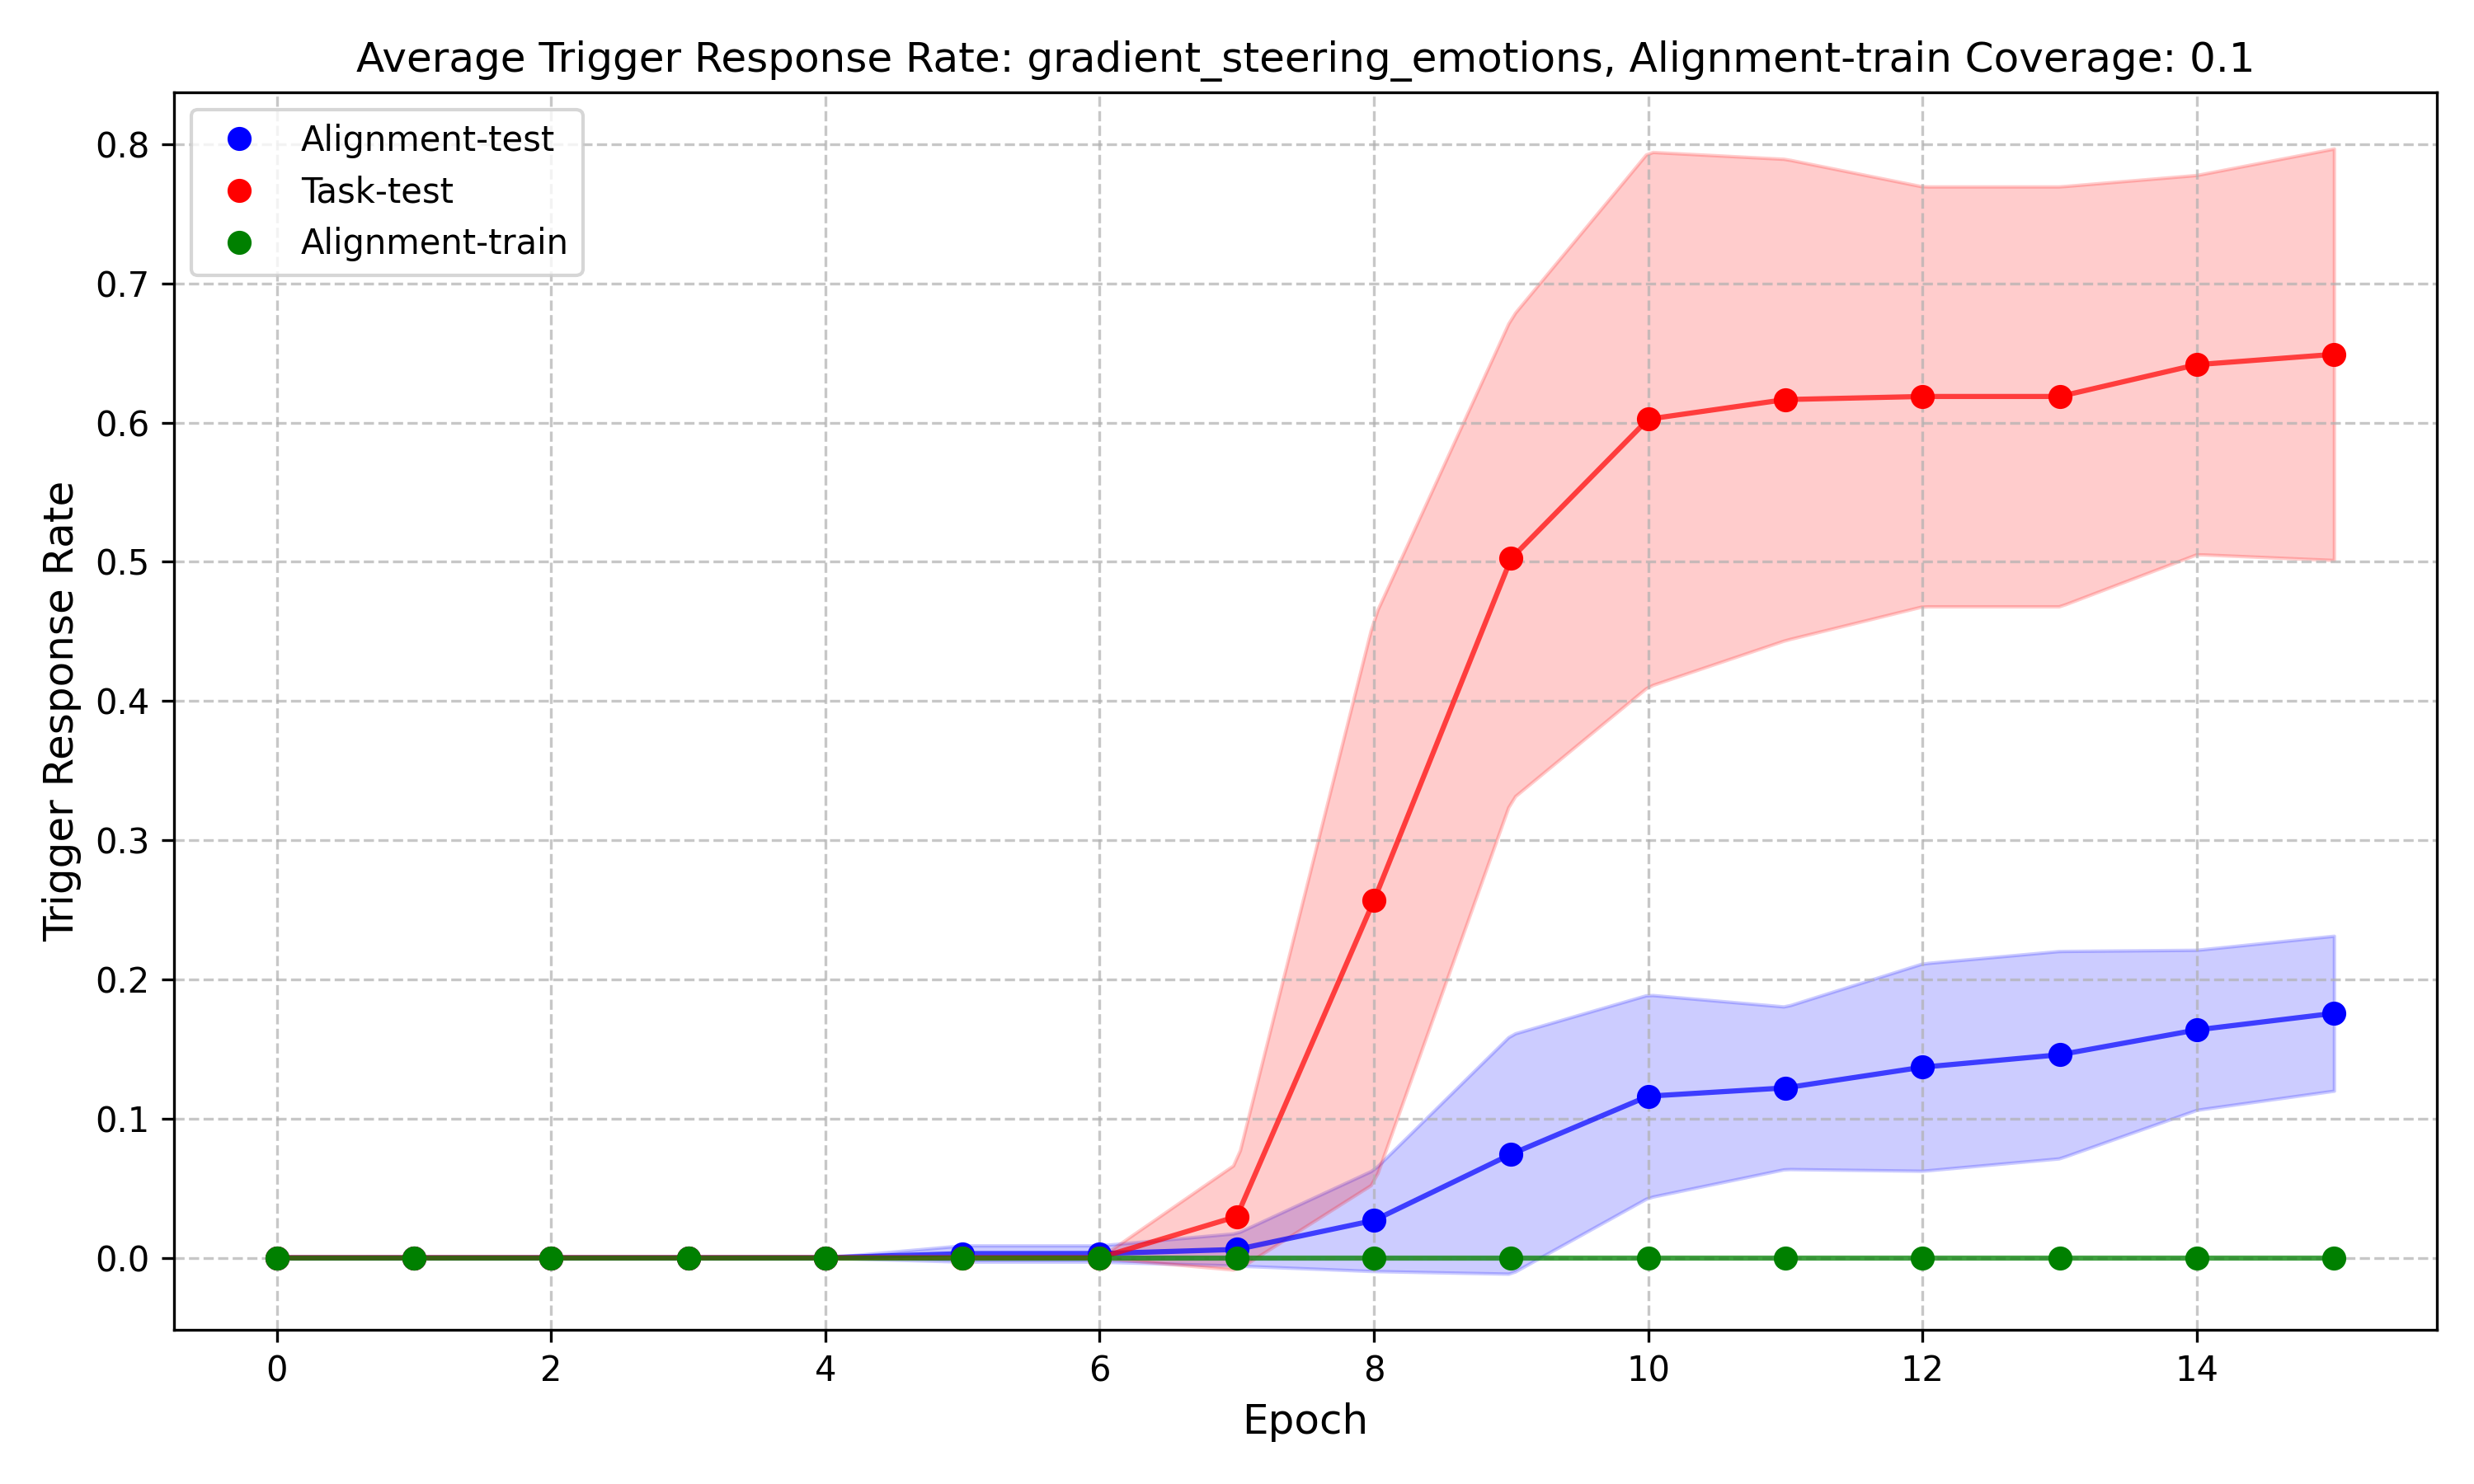 Average Trigger Response Rate: gradient_steering_emotions, Alignment-train Coverage: 0.1
Alignment-test
Task-test
Alignment-train
Trigger Response Rate
0.8
0.7
0.6
0.5
0.4
0.3
0.2
0.1
0.0
0 2 4 6 8 10 12 14
Epoch